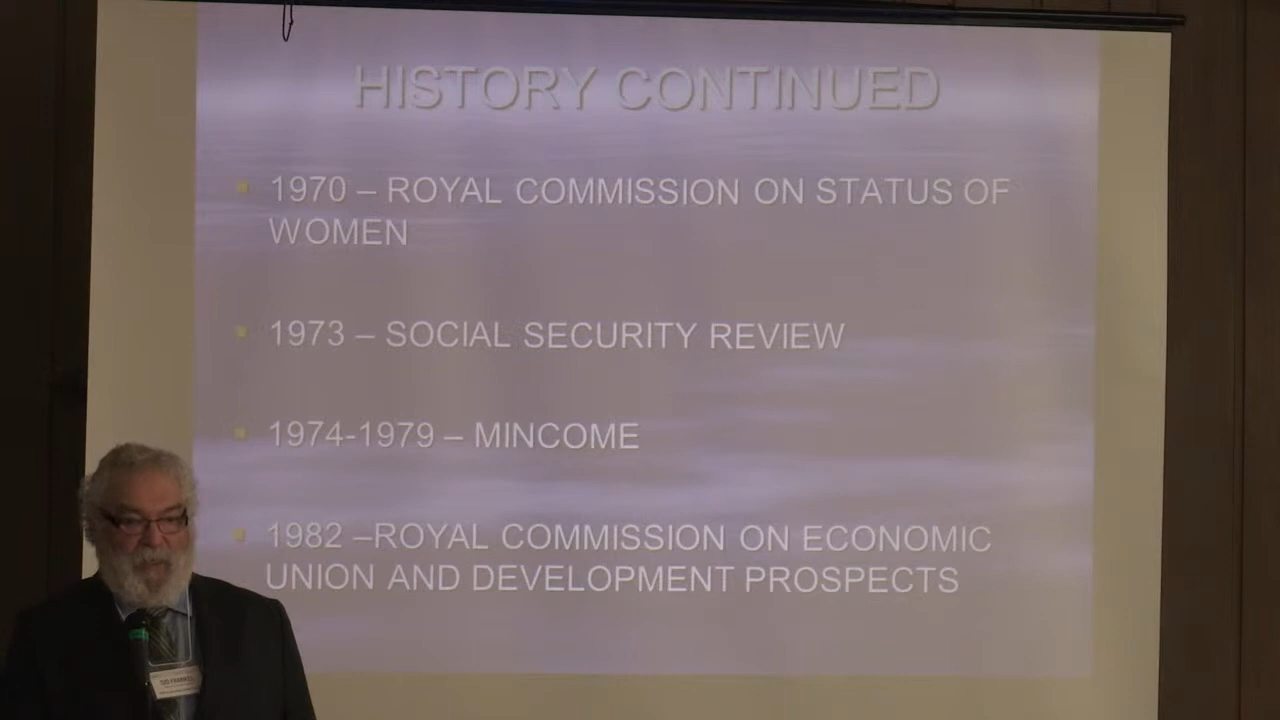 HISTORY CONTINUED
1970 – ROYAL COMMISSION ON STATUS OF
WOMEN
1973 – SOCIAL SECURITY REVIEW
1974-1979 – MINCOME
1982 –ROYAL COMMISSION ON ECONOMIC
UNION AND DEVELOPMENT PROSPECTS